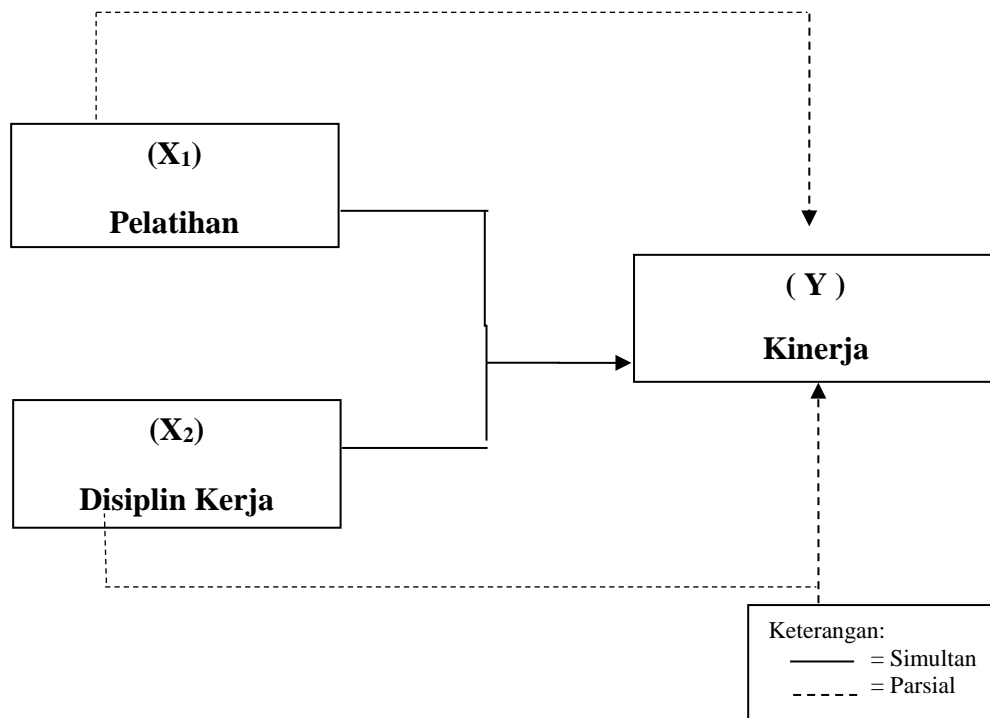 (X₁)
Pelatihan
( Y )
Kinerja
(X₂)
Disiplin Kerja
Keterangan:
= Simultan
= Parsial